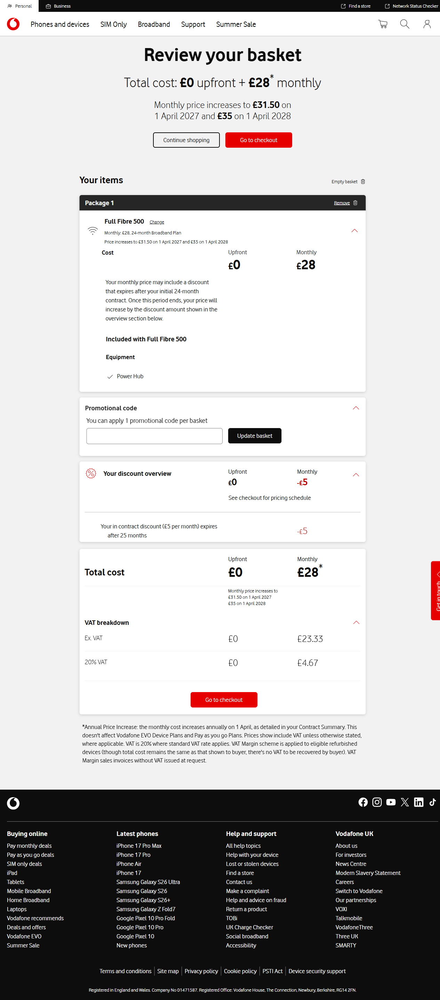 Personal
Business
Find a store
Network Status Checker
Phones and devices
SIM Only
Broadband
Support
Summer Sale
Review your basket
Total cost: £0 upfront + £28* monthly
Monthly price increases to £31.50 on
1 April 2027 and £35 on 1 April 2028
Continue shopping
Go to checkout
Your items
Empty basket
Package 1
Remove
Full Fibre 500
Change
Monthly: £28, 24-month Broadband Plan
Price increases to £31.50 on 1 April 2027 and £35 on 1 April 2028
Cost
Upfront
Monthly
£0
£28
Your monthly price may include a discount
that expires after your initial 24-month
contract. Once this period ends, your price will
increase by the discount amount shown in the
overview section below.
Included with Full Fibre 500
Equipment
Power Hub
Promotional code
You can apply 1 promotional code per basket
Update basket
Your discount overview
Upfront
Monthly
£0
-£5
See checkout for pricing schedule
Your in contract discount (£5 per month) expires
after 25 months
-£5
Upfront
Monthly
Total cost
£0
£28*
Monthly price increases to
£31.50 on 1 April 2027
£35 on 1 April 2028
Get in touch
VAT breakdown
Ex. VAT
£0
£23.33
20% VAT
£0
£4.67
Go to checkout
*Annual Price Increase: the monthly cost increases annually on 1 April, as detailed in your Contract Summary. This
doesn't affect Vodafone EVO Device Plans and Pay as you go Plans. Prices show include VAT unless otherwise stated,
where applicable. VAT is 20% where standard VAT rate applies. VAT Margin scheme is applied to eligible refurbished
devices (though total cost remains the same as that shown to buyer, there's no VAT to be recovered by buyer). VAT
Margin sales invoices without VAT issued at request.
Buying online
Pay monthly deals
Pay as you go deals
SIM only deals
iPad
Tablets
Mobile Broadband
Home Broadband
Laptops
Vodafone recommends
Deals and offers
Vodafone EVO
Summer Sale
Latest phones
iPhone 17 Pro Max
iPhone 17 Pro
iPhone Air
iPhone 17
Samsung Galaxy S26 Ultra
Samsung Galaxy S26
Samsung Galaxy S26+
Samsung Galaxy Z Fold7
Google Pixel 10 Pro Fold
Google Pixel 10 Pro
Google Pixel 10
New phones
Help and support
All help topics
Help with your device
Lost or stolen devices
Find a store
Contact us
Make a complaint
Help and advice on fraud
Return a product
TOBi
UK Charge Checker
Social broadband
Accessibility
Vodafone UK
About us
For investors
News Centre
Modern Slavery Statement
Careers
Switch to Vodafone
Our partnerships
VOXI
Talkmobile
VodafoneThree
Three UK
SMARTY
Terms and conditions
Site map
Privacy policy
Cookie policy
PSTI Act
Device security support
Registered in England and Wales. Company No 01471587. Registered Office: Vodafone House, The Connection, Newbury, Berkshire, RG14 2FN.